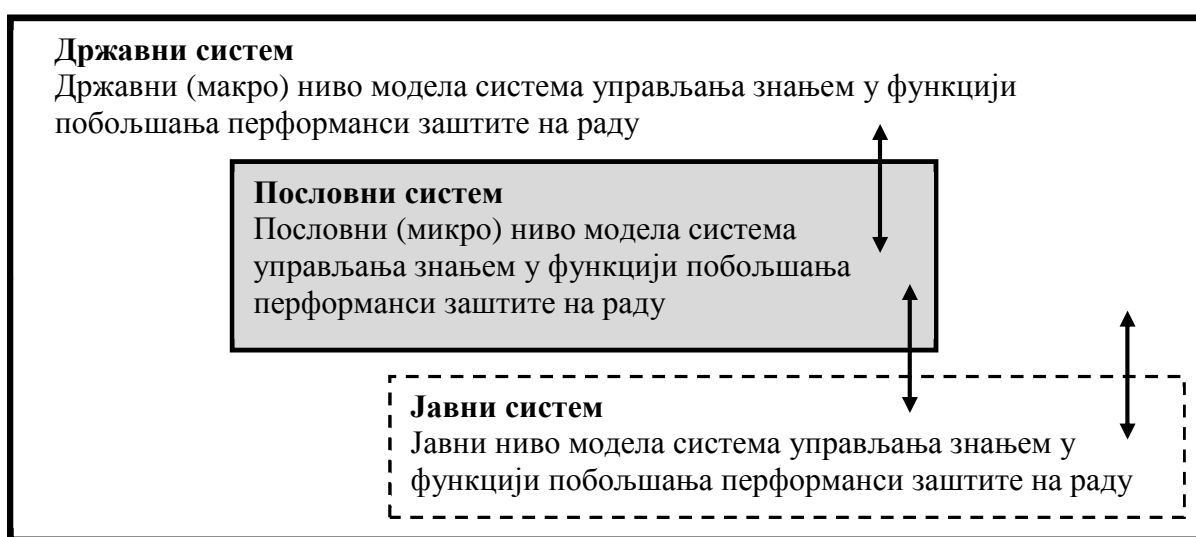 Државни систем
Државни (макро) ниво модела система управљања знањем у функцији
побољшања перформанси заштите на раду
Пословни систем
Пословни (микро) ниво модела система
управљања знањем у функцији побољшања
перформанси заштите на раду
Јавни систем
Јавни ниво модела система управљања знањем у
функцији побољшања перформанси заштите на раду